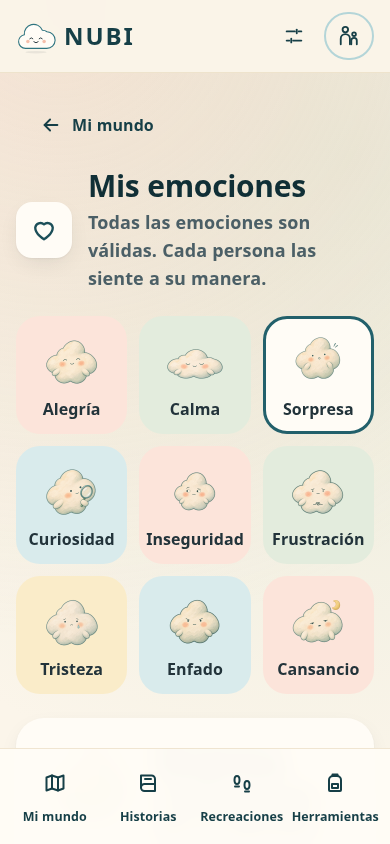 NUBI
Mi mundo
Mis emociones
Todas las emociones son
válidas. Cada persona las
siente a su manera.
Alegría
Calma
Sorpresa
Curiosidad
Inseguridad
Frustración
Tristeza
Enfado
Cansancio
Mi mundo
Historias
Recreaciones
Herramientas